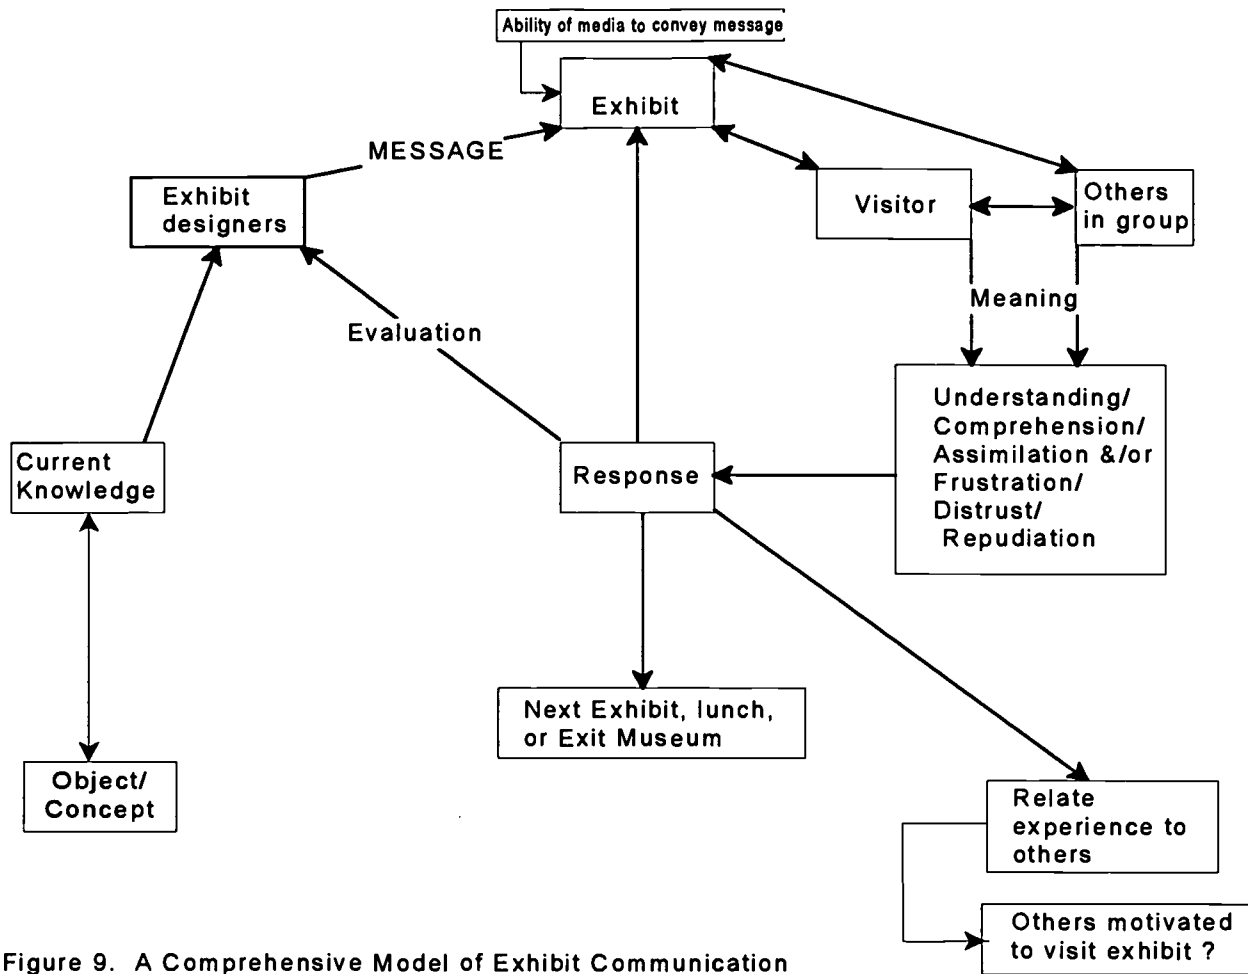 Ability of media to convey message
Exhibit
MESSAGE
Exhibit
designers
Visitor
Others
in group
Meaning
Evaluation
Understanding/
Comprehension/
Assimilation &/or
Frustration/
Distrust/
Repudiation
Current
Knowledge
Response
Next Exhibit, lunch,
or Exit Museum
Object/
Concept
Relate
experience to
others
Others motivated
to visit exhibit ?
Figure 9. A Comprehensive Model of Exhibit Communication